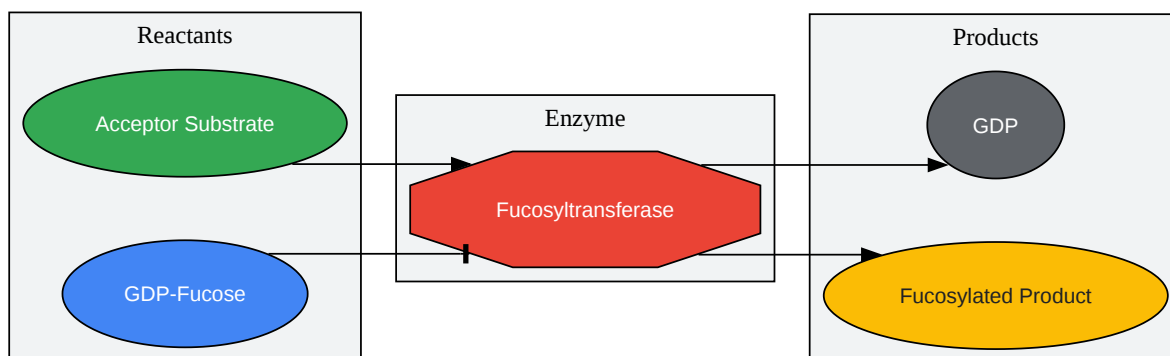 Reactants
Acceptor Substrate
GDP-Fucose
Enzyme
Fucosyltransferase
Products
GDP
Fucosylated Product